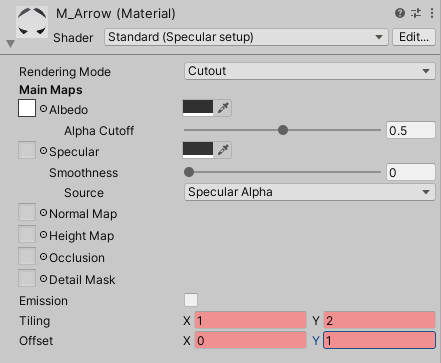 M_Arrow (Material)
Shader Standard (Specular setup) Edit...
Rendering Mode Cutout
Main Maps
Albedo
Alpha Cutoff 0.5
Specular
Smoothness 0
Source Specular Alpha
Normal Map
Height Map
Occlusion
Detail Mask
Emission
Tiling X 1 Y 2
Offset X 0 Y 1